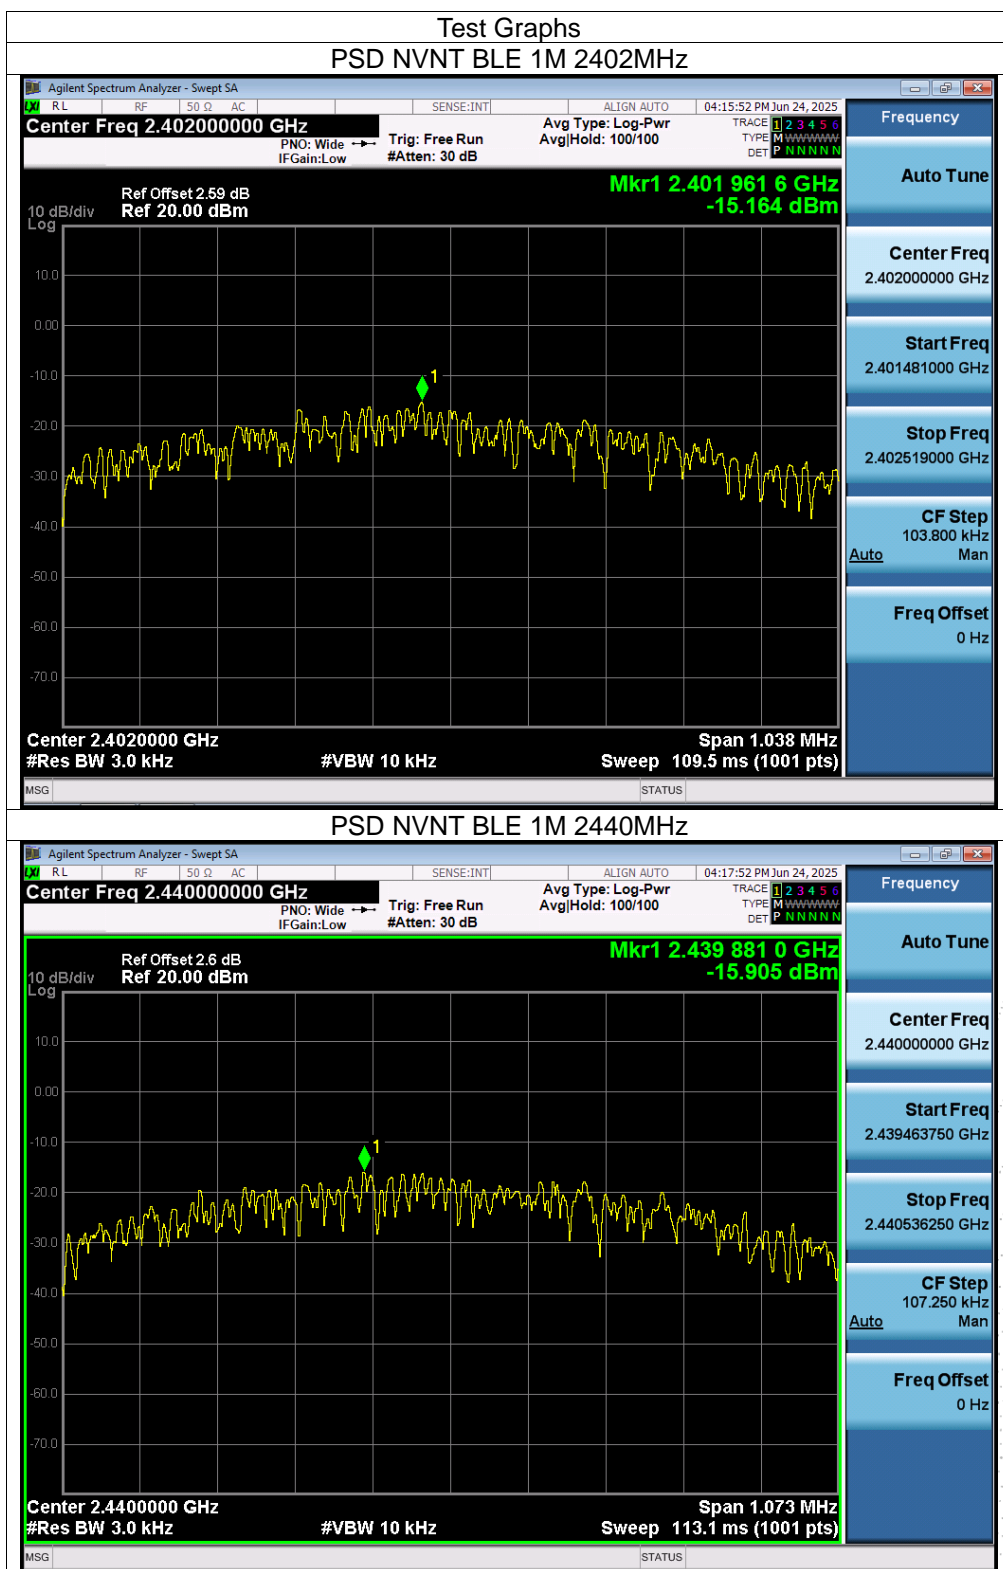 Test Graphs
PSD NVNT BLE 1M 2402MHz
Agilent Spectrum Analyzer - Swept SA
LXI RL RF 50 Ω AC SENSE:INT ALIGN AUTO 04:15:52 PM Jun 24, 2025
Center Freq 2.402000000 GHz
PNO: Wide
IFGain:Low
Trig: Free Run
#Atten: 30 dB
Avg Type: Log-Pwr
Avg|Hold: 100/100
TRACE 1 2 3 4 5 6
TYPE M WWWWW
DET P N N N N N
Frequency
Mkr1 2.401 961 6 GHz
-15.164 dBm
Ref Offset 2.59 dB
10 dB/div Ref 20.00 dBm
Log
10.0
0.00
-10.0
-20.0
-30.0
-40.0
-50.0
-60.0
-70.0
1
Center 2.4020000 GHz Span 1.038 MHz
#Res BW 3.0 kHz #VBW 10 kHz Sweep 109.5 ms (1001 pts)
Auto Tune
Center Freq
2.402000000 GHz
Start Freq
2.401481000 GHz
Stop Freq
2.402519000 GHz
CF Step
103.800 kHz
Auto Man
Freq Offset
0 Hz
MSG STATUS
PSD NVNT BLE 1M 2440MHz
Agilent Spectrum Analyzer - Swept SA
LXI RL RF 50 Ω AC SENSE:INT ALIGN AUTO 04:17:52 PM Jun 24, 2025
Center Freq 2.440000000 GHz
PNO: Wide
IFGain:Low
Trig: Free Run
#Atten: 30 dB
Avg Type: Log-Pwr
Avg|Hold: 100/100
TRACE 1 2 3 4 5 6
TYPE M WWWWW
DET P N N N N N
Frequency
Mkr1 2.439 881 0 GHz
-15.905 dBm
Ref Offset 2.6 dB
10 dB/div Ref 20.00 dBm
Log
10.0
0.00
-10.0
-20.0
-30.0
-40.0
-50.0
-60.0
-70.0
1
Center 2.4400000 GHz Span 1.073 MHz
#Res BW 3.0 kHz #VBW 10 kHz Sweep 113.1 ms (1001 pts)
Auto Tune
Center Freq
2.440000000 GHz
Start Freq
2.439463750 GHz
Stop Freq
2.440536250 GHz
CF Step
107.250 kHz
Auto Man
Freq Offset
0 Hz
MSG STATUS